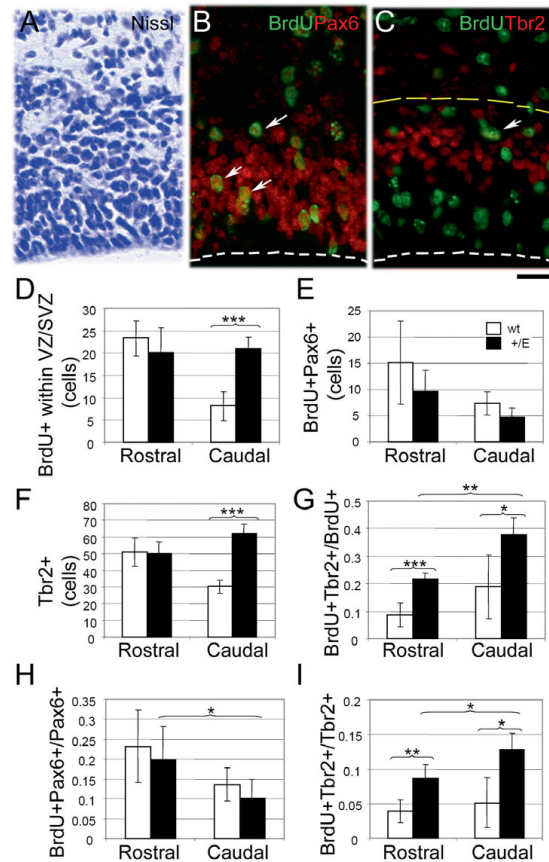 A Nissl
B BrdUPax6
C BrdUTbr2
D
BrdU+ within VZ/SVZ
(cells)
30
25
20
15
10
5
0
***
Rostral Caudal
E
BrdU+Pax6+
(cells)
25
20
15
10
5
0
wt
+/E
Rostral Caudal
F
Tbr2+
(cells)
80
70
60
50
40
30
20
10
0
***
Rostral Caudal
G
BrdU+Tbr2+/BrdU+
0.5
0.4
0.3
0.2
0.1
0
**
***
*
Rostral Caudal
H
BrdU+Pax6+/Pax6+
0.35
0.3
0.25
0.2
0.15
0.1
0.05
0
*
Rostral Caudal
I
BrdU+Tbr2+/Tbr2+
0.2
0.15
0.1
0.05
0
*
**
*
Rostral Caudal